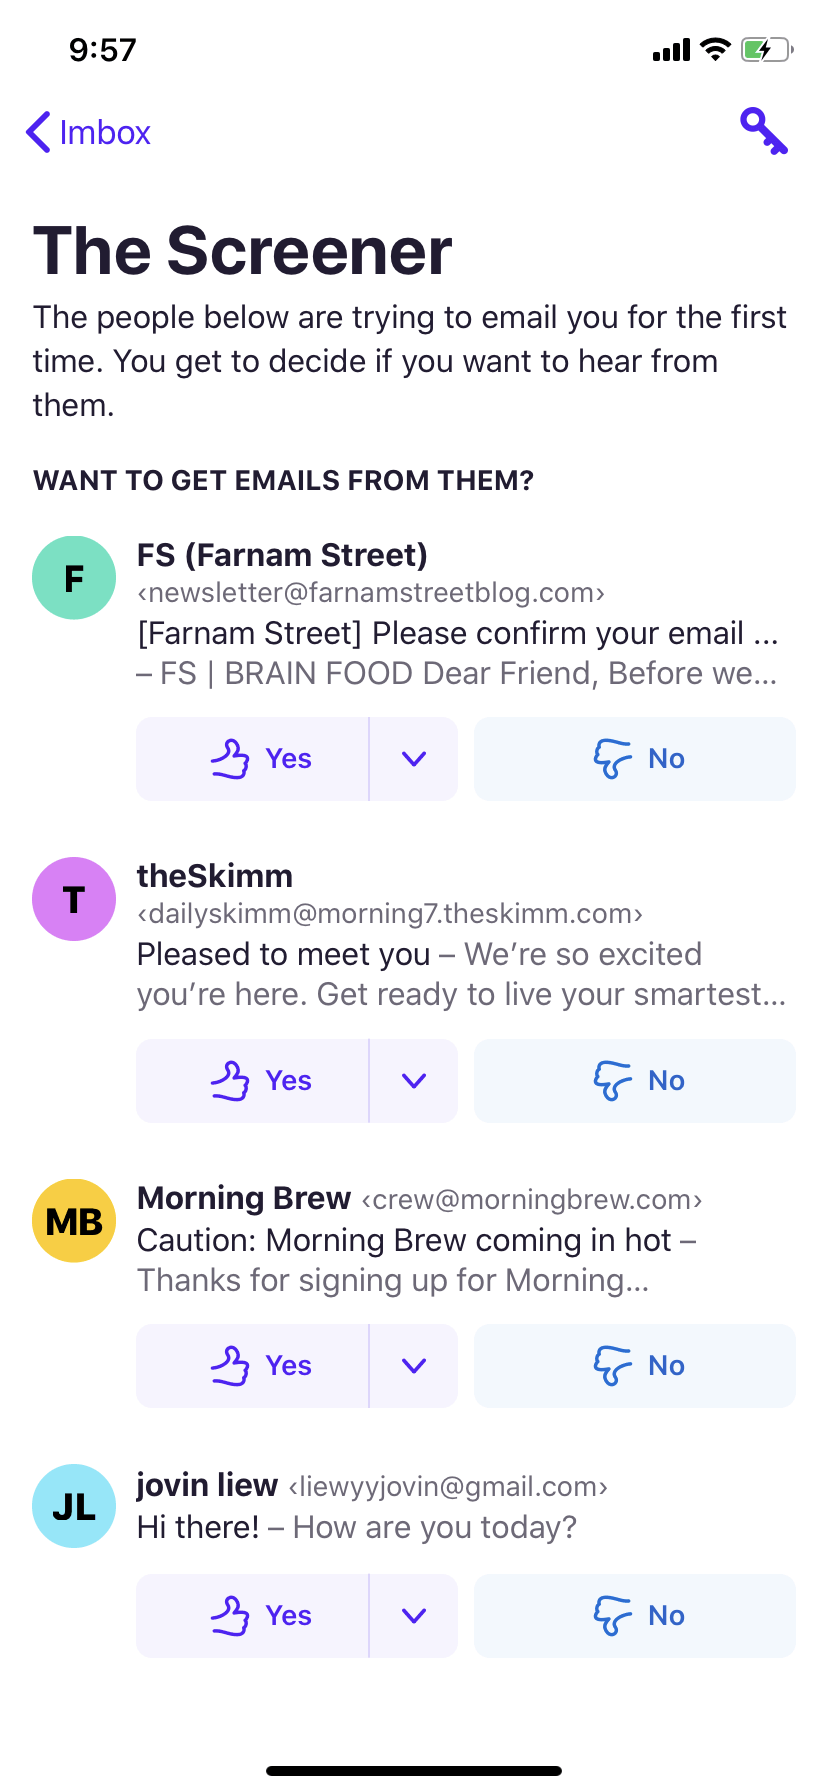 9:57
Imbox
The Screener
The people below are trying to email you for the first
time. You get to decide if you want to hear from
them.
WANT TO GET EMAILS FROM THEM?
F
FS (Farnam Street)
‹newsletter@farnamstreetblog.com›
[Farnam Street] Please confirm your email ...
– FS | BRAIN FOOD Dear Friend, Before we...
Yes
No
T
theSkimm
‹dailyskimm@morning7.theskimm.com›
Pleased to meet you – We’re so excited
you’re here. Get ready to live your smartest...
Yes
No
MB
Morning Brew ‹crew@morningbrew.com›
Caution: Morning Brew coming in hot –
Thanks for signing up for Morning...
Yes
No
JL
jovin liew ‹liewyyjovin@gmail.com›
Hi there! – How are you today?
Yes
No